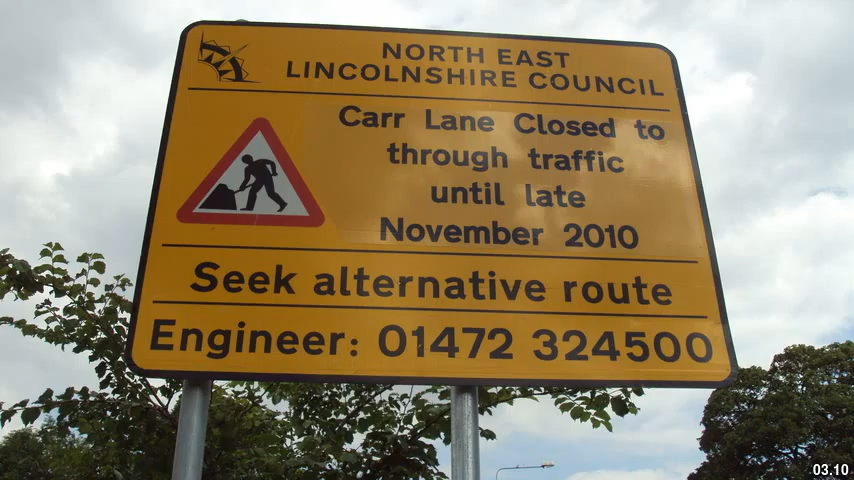 NORTH EAST
LINCOLNSHIRE COUNCIL
Carr Lane Closed to
through traffic
until late
November 2010
Seek alternative route
Engineer: 01472 324500
03.10